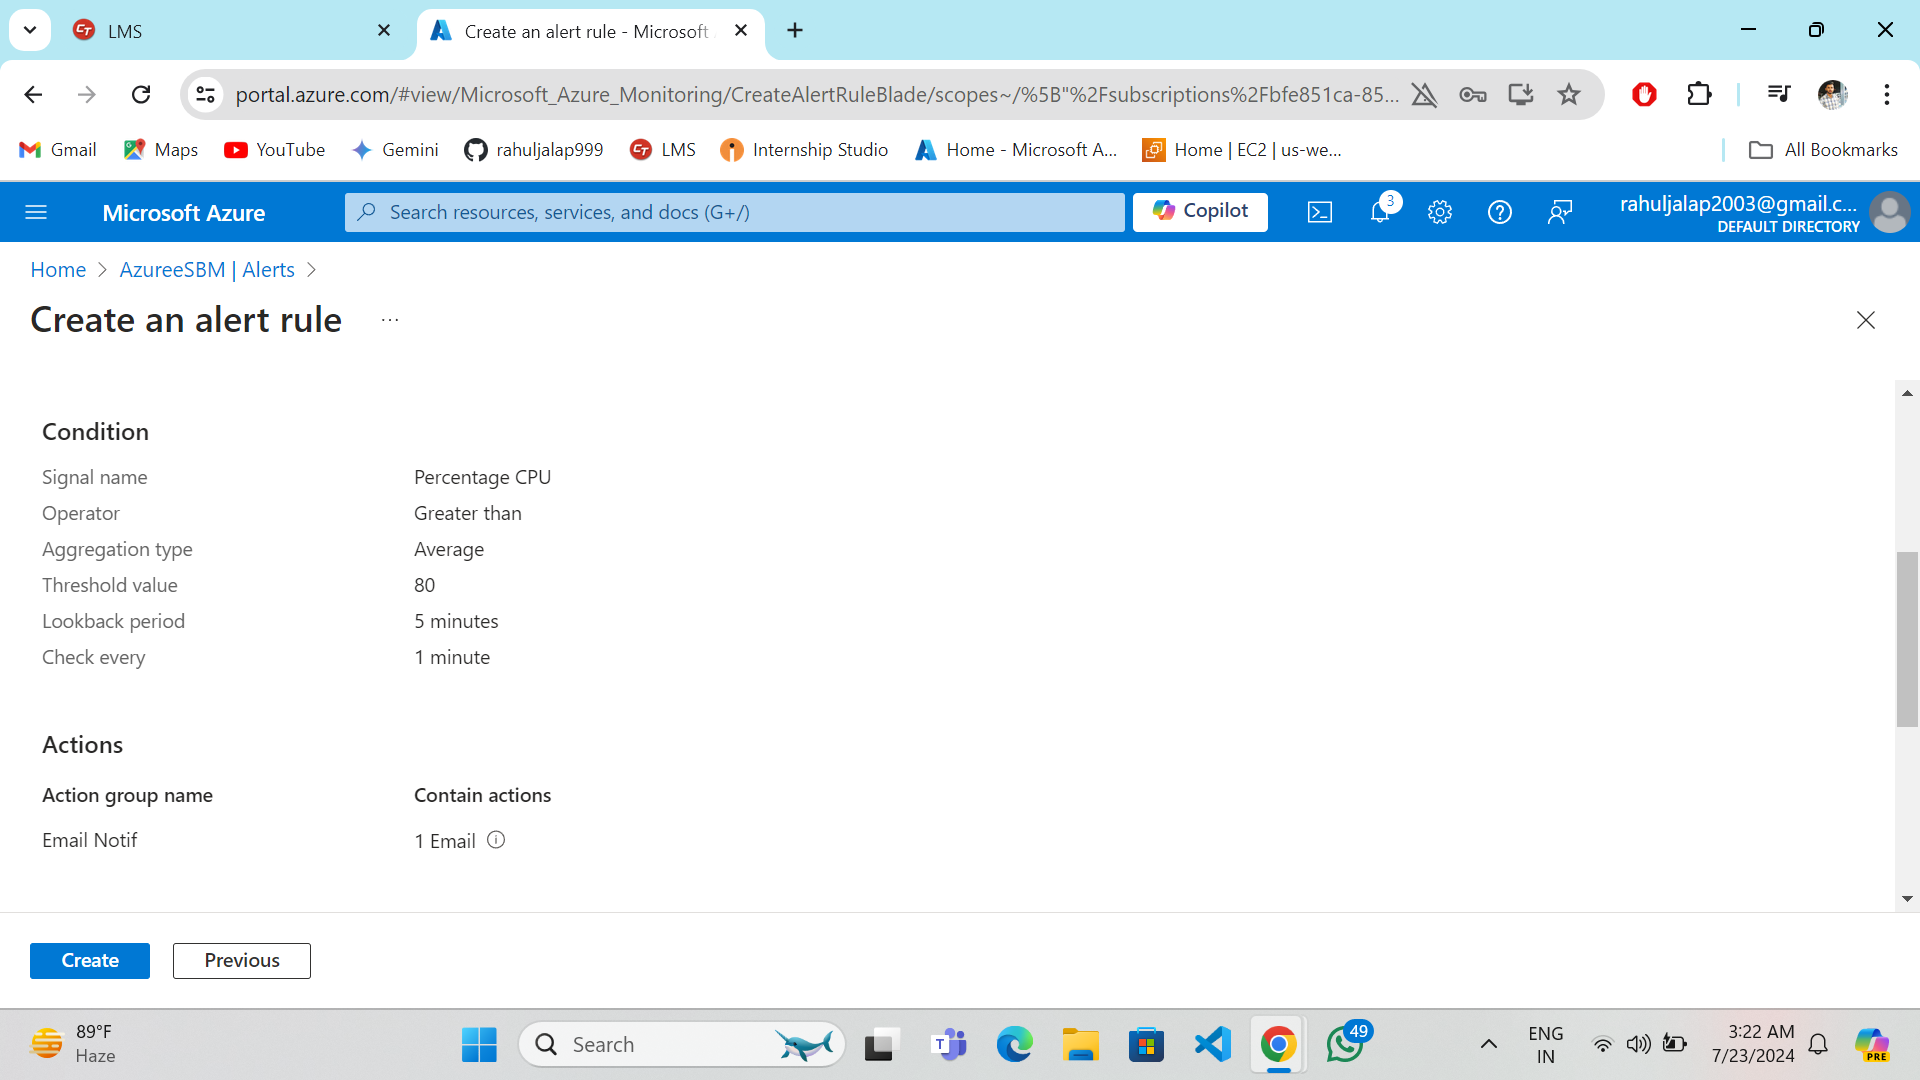 LMS
Create an alert rule - Microsoft
portal.azure.com/#view/Microsoft_Azure_Monitoring/CreateAlertRuleBlade/scopes~/%5B"%2Fsubscriptions%2Fbfe851ca-85...
Gmail
Maps
YouTube
Gemini
rahuljalap999
LMS
Internship Studio
Home - Microsoft A...
Home | EC2 | us-we...
All Bookmarks
Microsoft Azure
Search resources, services, and docs (G+/)
Copilot
3
rahuljalap2003@gmail.c...
DEFAULT DIRECTORY
Home
AzureeSBM | Alerts
Create an alert rule ...
Condition
Signal name Percentage CPU
Operator Greater than
Aggregation type Average
Threshold value 80
Lookback period 5 minutes
Check every 1 minute
Actions
Action group name Contain actions
Email Notif 1 Email
Create
Previous
89°F
Haze
Search
T
49
PRE
ENG
IN
3:22 AM
7/23/2024